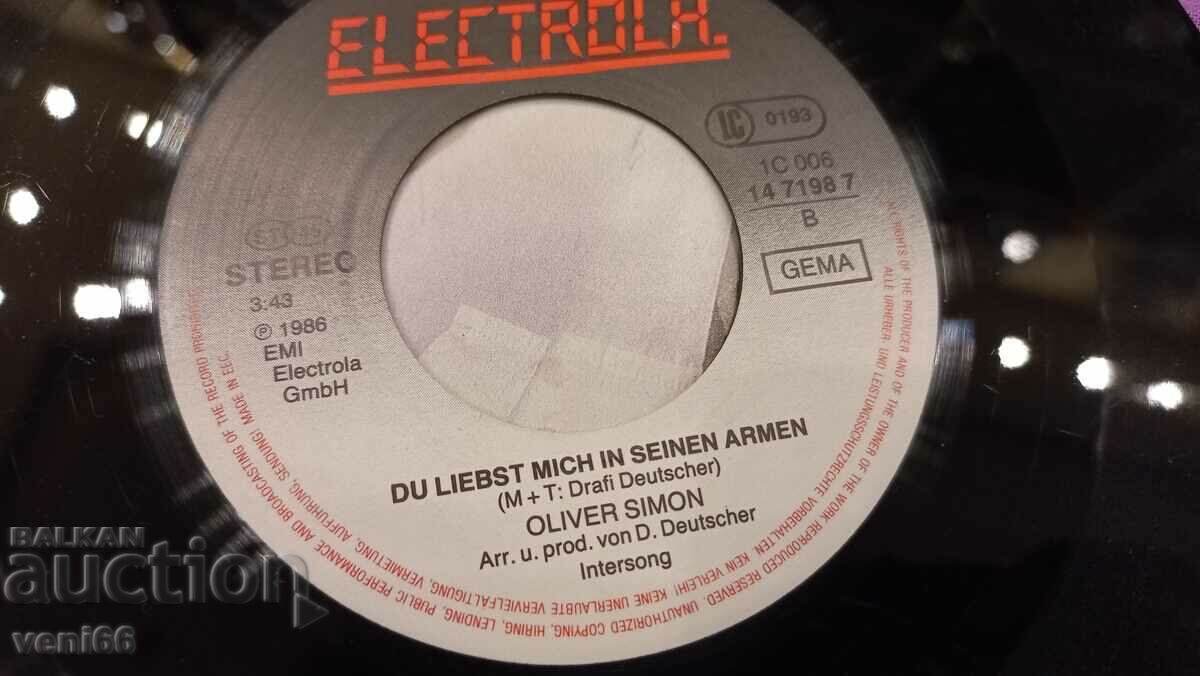 ELECTROLA.
LC 0193
1C 006
14 7198 7
B
GEMA
ST 45
STEREO
3:43
℗ 1986
EMI
Electrola
GmbH
DU LIEBST MICH IN SEINEN ARMEN
(M + T: Drafi Deutscher)
OLIVER SIMON
Arr. u. prod. von D. Deutscher
Intersong
ALL RIGHTS OF THE PRODUCER AND OF THE OWNER OF THE WORK REPRODUCED RESERVED. UNAUTHORIZED COPYING, HIRING, LENDING, PUBLIC PERFORMANCE AND BROADCASTING OF THE RECORD PROHIBITED.
ALLE URHEBER- UND LEISTUNGSSCHUTZRECHTE VORBEHALTEN. KEIN VERLEIH! KEINE UNERLAUBTE VERVIELFÄLTIGUNG, VERMIETUNG, AUFFÜHRUNG, SENDUNG! MADE IN EEC.
BALKAN
auction
veni66